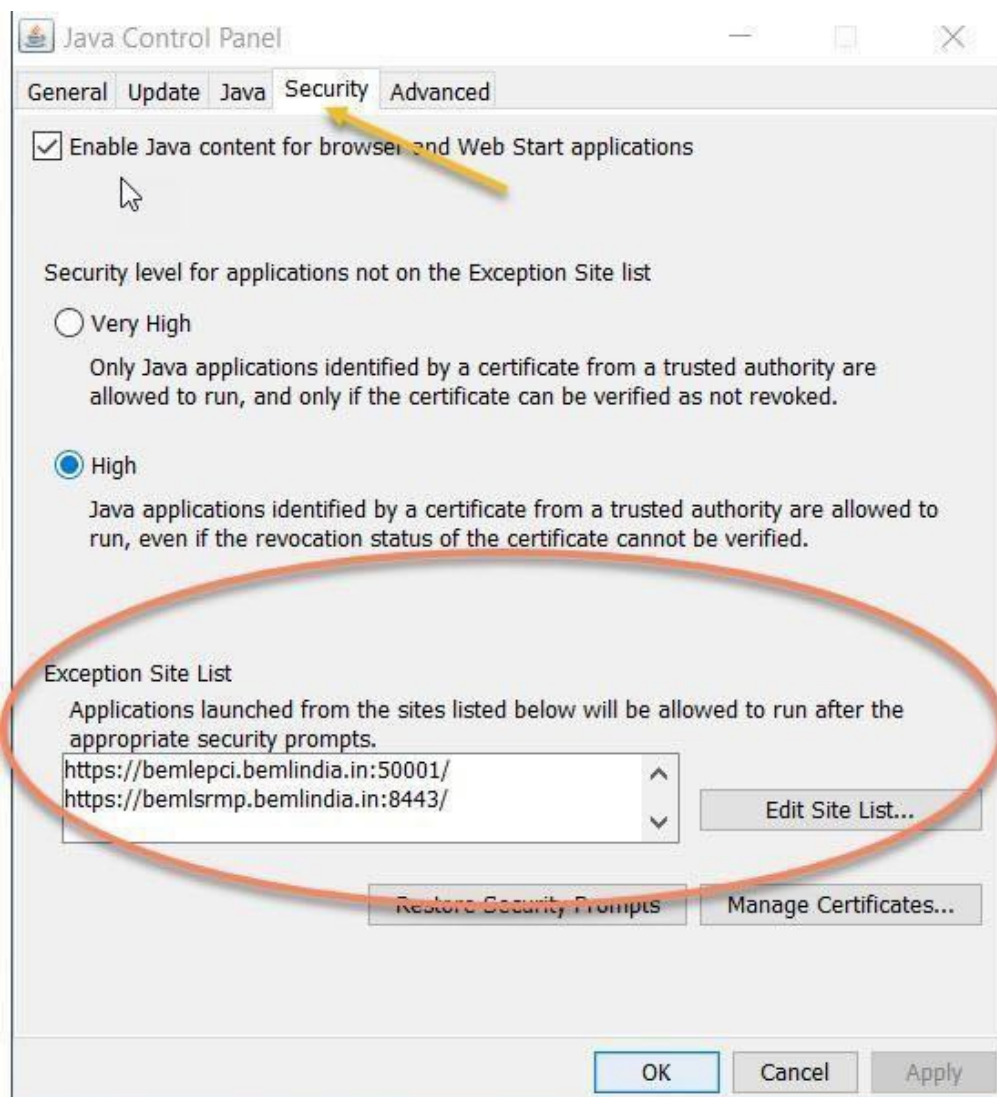 Java Control Panel
General Update Java Security Advanced
Enable Java content for browser and Web Start applications
Security level for applications not on the Exception Site list
Very High
Only Java applications identified by a certificate from a trusted authority are
allowed to run, and only if the certificate can be verified as not revoked.
High
Java applications identified by a certificate from a trusted authority are allowed to
run, even if the revocation status of the certificate cannot be verified.
Exception Site List
Applications launched from the sites listed below will be allowed to run after the
appropriate security prompts.
https://bemlepci.bemlindia.in:50001/
https://bemlsrmp.bemlindia.in:8443/
Edit Site List...
Restore Security Prompts Manage Certificates...
OK Cancel Apply